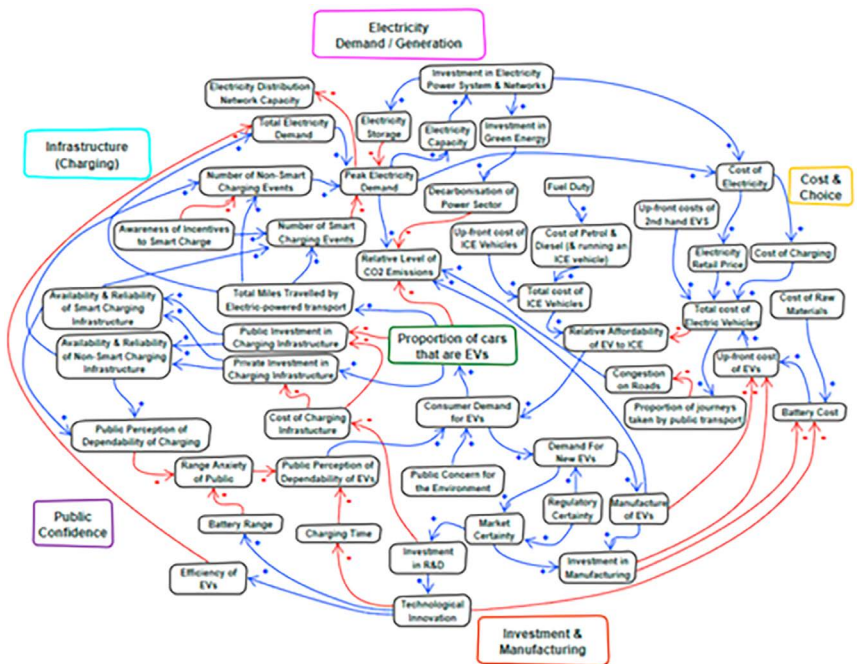 Electricity
Demand / Generation
Investment in Electricity
Power System & Networks
Electricity Distribution
Network Capacity
Total Electricity
Demand
Electricity
Storage
Electricity
Capacity
Investment in
Green Energy
Infrastructure
(Charging)
Number of Non-Smart
Charging Events
Peak Electricity
Demand
Cost of
Electricity
Cost &
Choice
Decarbonisation of
Power Sector
Fuel Duty
Up-front costs of
2nd hand EVS
Awareness of Incentives
to Smart Charge
Number of Smart
Charging Events
Up-front cost of
ICE Vehicles
Cost of Petrol &
Diesel (& running an
ICE vehicle)
Relative Level of
CO2 Emissions
Electricity
Retail Price
Cost of Charging
Availability & Reliability
of Smart Charging
Infrastructure
Total Miles Travelled by
Electric-powered transport
Total cost of
ICE Vehicles
Total cost of
Electric Vehicles
Cost of Raw
Materials
Public Investment in
Charging Infrastructure
Proportion of cars
that are EVs
Relative Affordability
of EV to ICE
Availability & Reliability
of Non-Smart Charging
Infrastructure
Private Investment in
Charging Infrastructure
Up-front cost
of EVs
Congestion
on Roads
Cost of Charging
Infastructure
Consumer Demand
for EVs
Proportion of journeys
taken by public transport
Battery Cost
Public Perception of
Dependability of Charging
Demand For
New EVs
Range Anxiety
of Public
Public Perception of
Dependability of EVs
Public Concern for
the Environment
Public
Confidence
Battery Range
Charging Time
Market
Certainty
Regulatory
Certainty
Manufacture
of EVs
Investment
in R&D
Investment in
Manufacturing
Efficiency of
EVs
Technological
Innovation
Investment &
Manufacturing